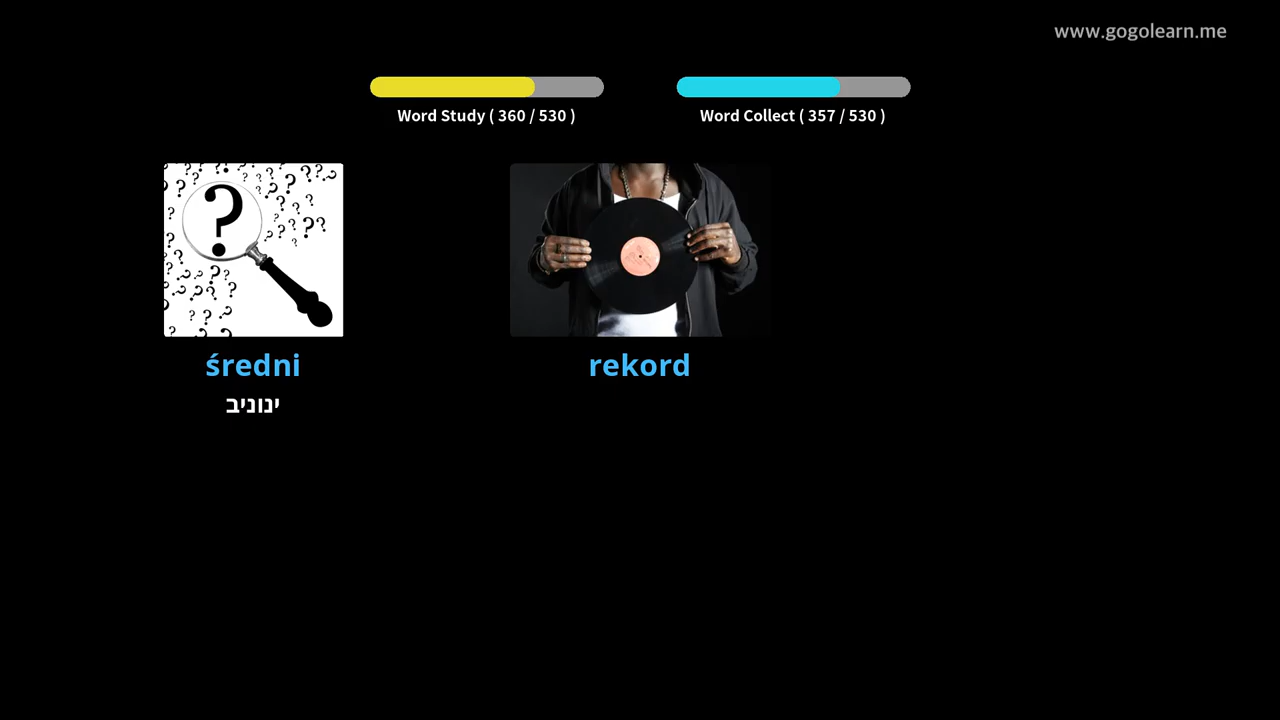 www.gogolearn.me
Word Study ( 360 / 530 )
Word Collect ( 357 / 530 )
średni
ינוניב
rekord